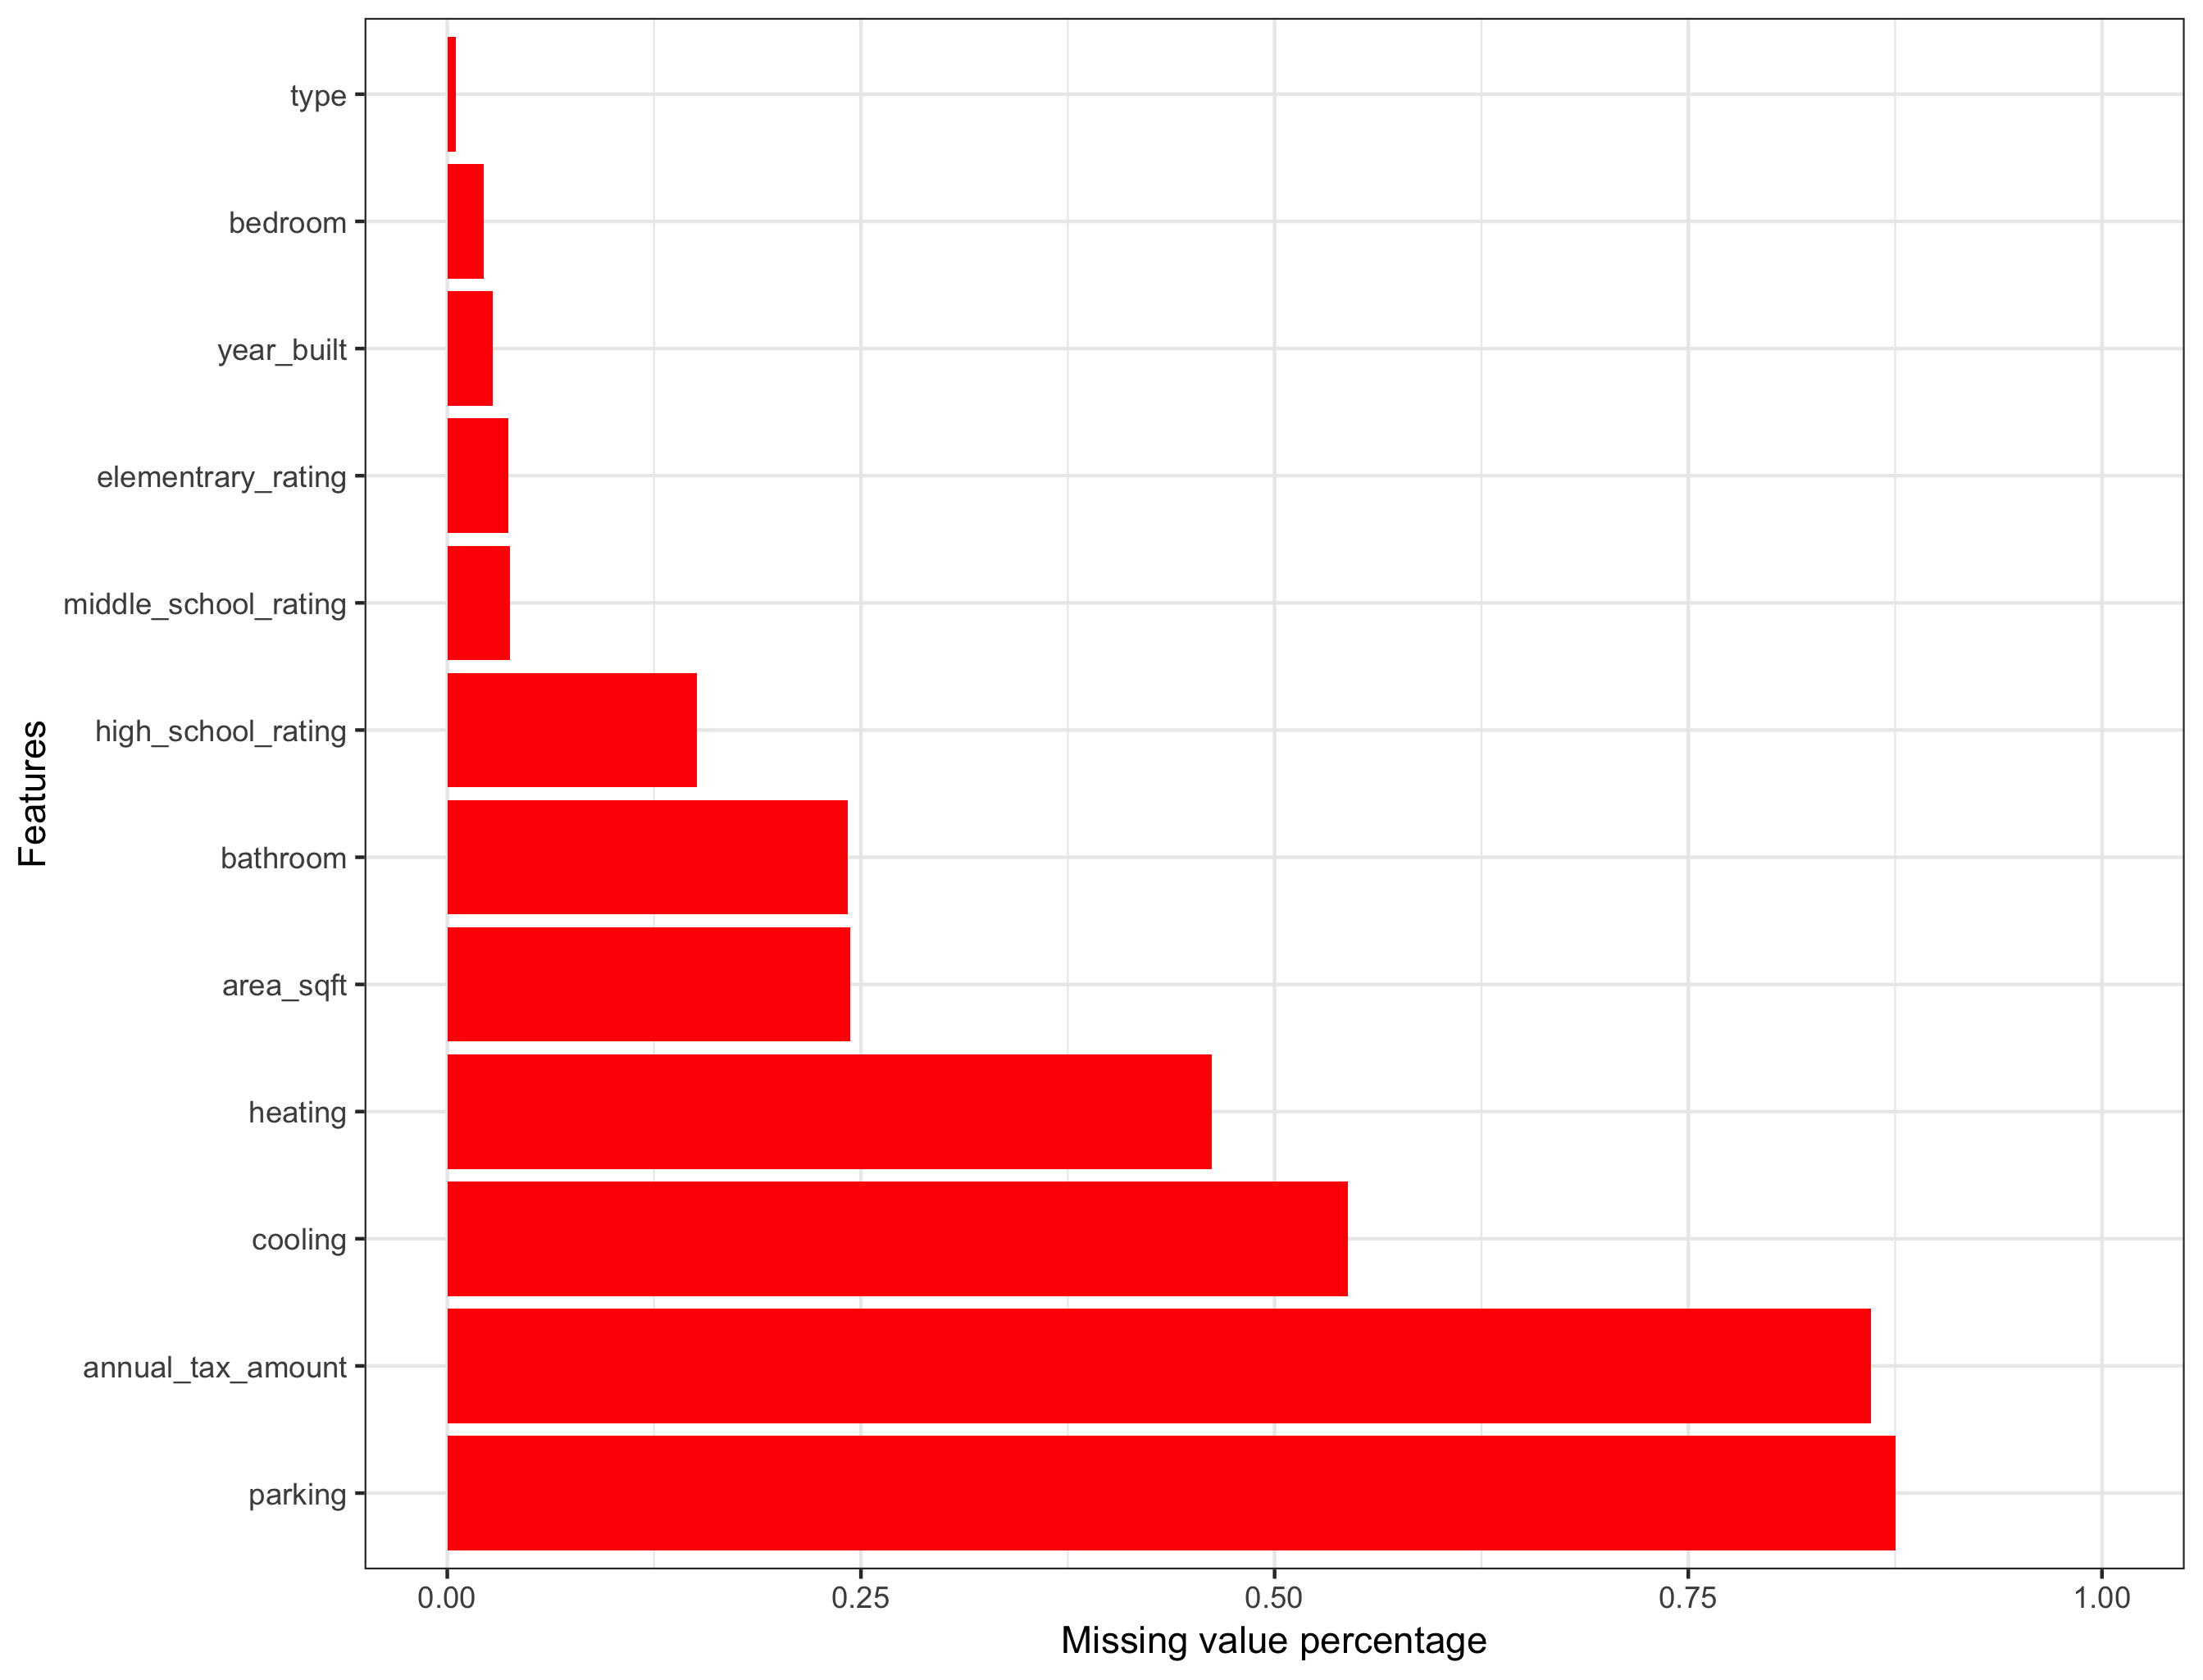 type
bedroom
year_built
elementrary_rating
middle_school_rating
high_school_rating
bathroom
area_sqft
heating
cooling
annual_tax_amount
parking
Features
0.00 0.25 0.50 0.75 1.00
Missing value percentage